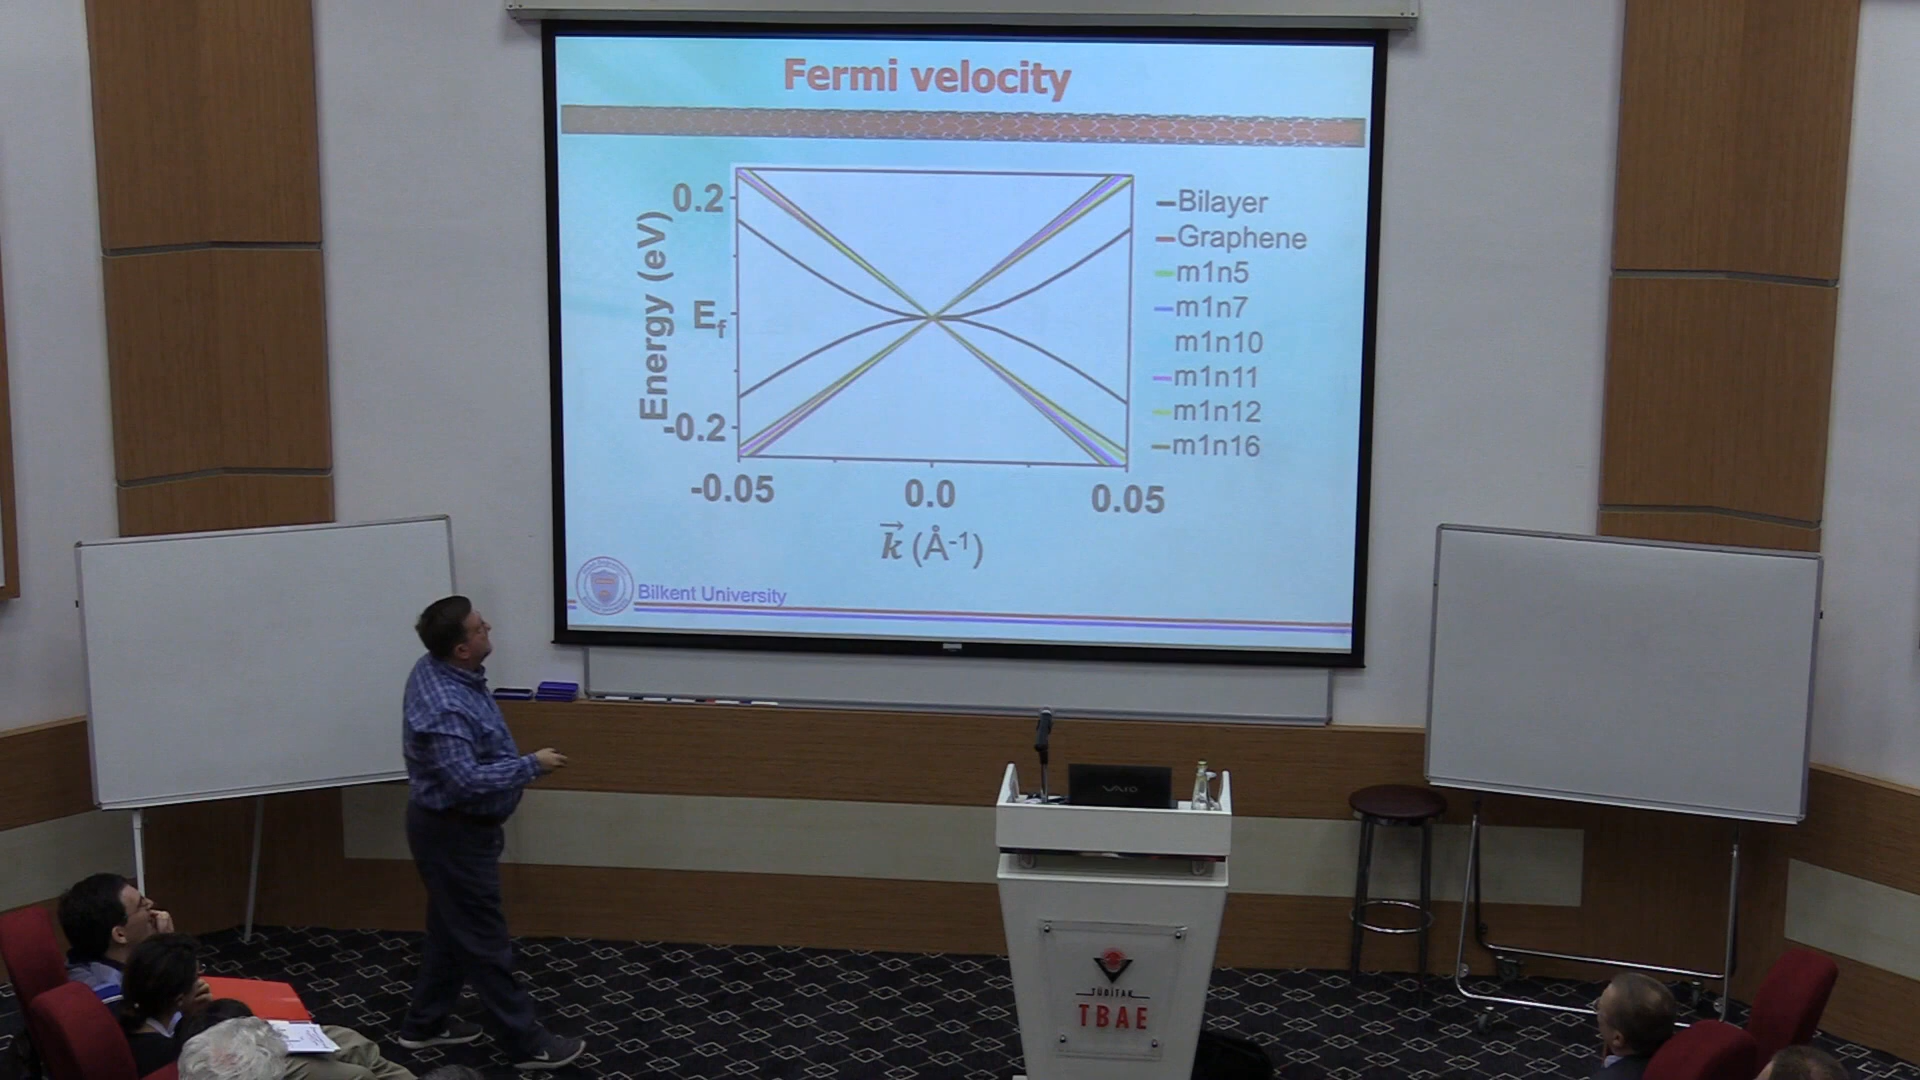 Fermi velocity
0.2
E_f
-0.2
Energy (eV)
-0.05
0.0
0.05
k⃗ (Å⁻¹)
Bilayer
Graphene
m1n5
m1n7
m1n10
m1n11
m1n12
m1n16
Bilkent University
VAIO
TÜBİTAK
TBAE